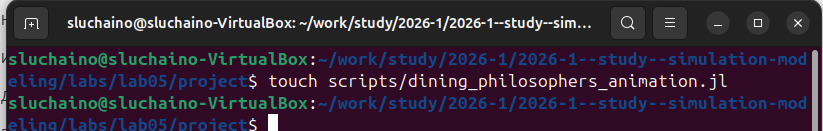 sluchaino@sluchaino-VirtualBox: ~/work/study/2026-1/2026-1--study--sim…
sluchaino@sluchaino-VirtualBox:~/work/study/2026-1/2026-1--study--simulation-mod
eling/labs/lab05/project$ touch scripts/dining_philosophers_animation.jl
sluchaino@sluchaino-VirtualBox:~/work/study/2026-1/2026-1--study--simulation-mod
eling/labs/lab05/project$